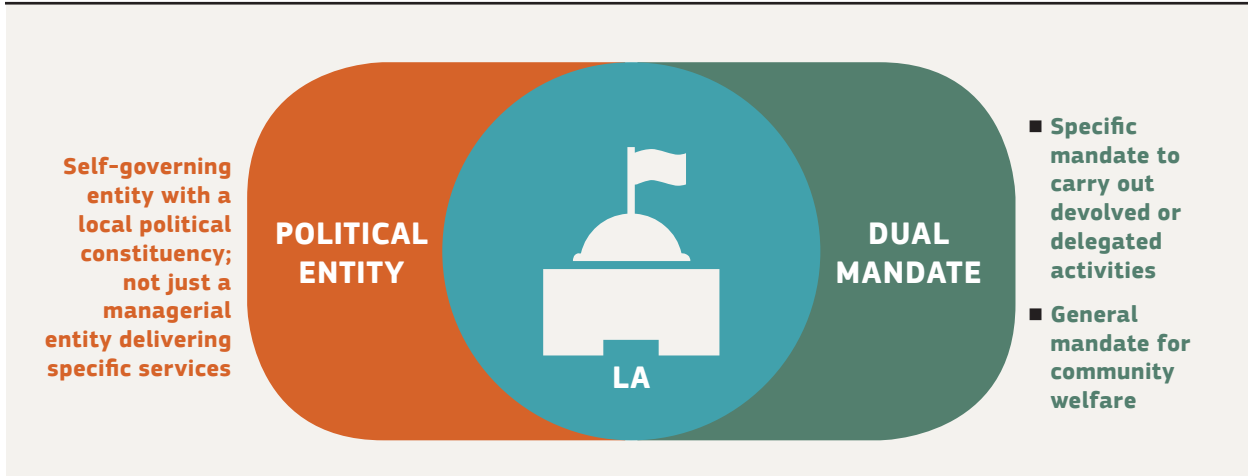 Self-governing
entity with a
local political
constituency;
not just a
managerial
entity delivering
specific services
POLITICAL
ENTITY
LA
DUAL
MANDATE
■ Specific
mandate to
carry out
devolved or
delegated
activities
■ General
mandate for
community
welfare